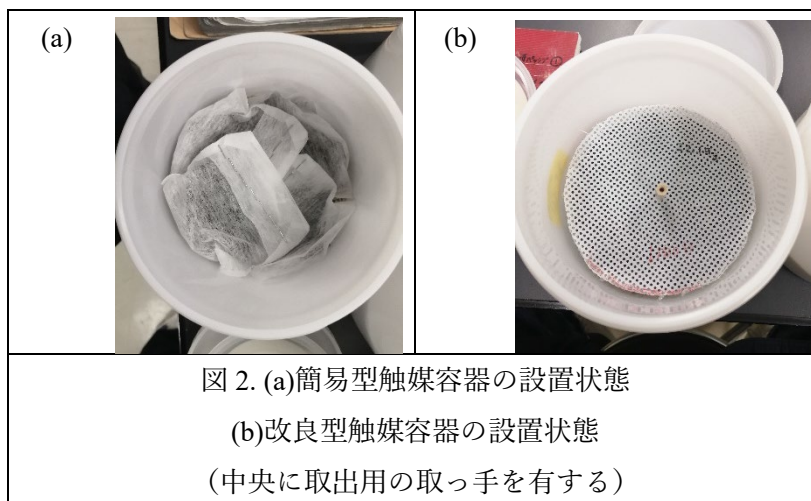 (a)
(b)
図 2. (a)簡易型触媒容器の設置状態
(b)改良型触媒容器の設置状態
（中央に取出用の取っ手を有する）